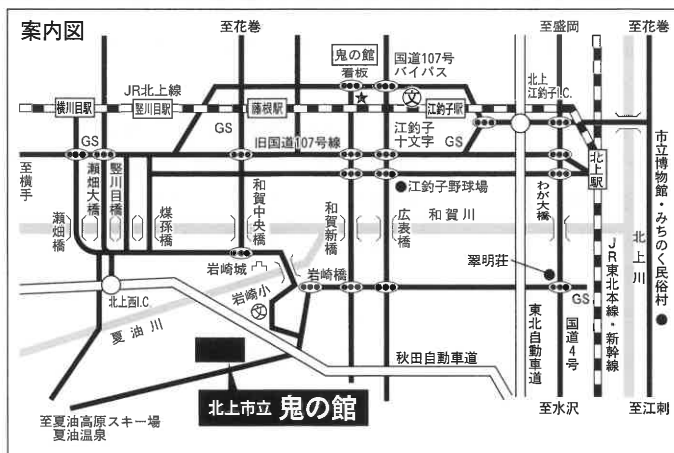 案内図
至花巻
至盛岡
至花巻
鬼の館
看板
国道107号
バイパス
JR北上線
横川目駅
竪川目駅
藤根駅
江釣子駅
北上
江釣子I.C.
GS
GS
旧国道107号線
江釣子
十文字
GS
北上駅
至横手
瀬畑大橋
竪川目橋
江釣子野球場
市立博物館・みちのく民俗村
瀬畑橋
煤孫橋
和賀中央橋
和賀新橋
広表橋
和賀川
わが大橋
北上川
岩崎城
岩崎橋
翠明荘
岩崎小
北上西I.C.
夏油川
GS
JR東北本線・新幹線
秋田自動車道
東北自動車道
国道4号
北上市立 鬼の館
至夏油高原スキー場
夏油温泉
至水沢
至江刺
文
文